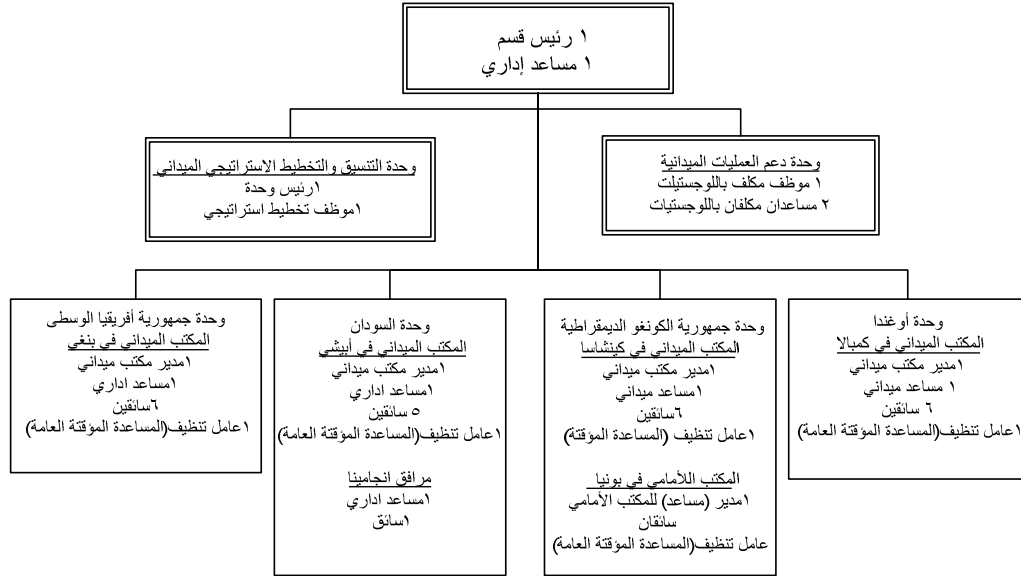 ١ رئيس قسم
١ مساعد إداري
وحدة دعم العمليات الميدانية
١ موظف مكلف باللوجستيلت
٢ مساعدان مكلفان باللوجستيات
وحدة التنسيق والتخطيط الاستراتيجي الميداني
١رئيس وحدة
١موظف تخطيط استراتيجي
وحدة أوغندا
المكتب الميداني في كمبالا
١مدير مكتب ميداني
١ مساعد ميداني
٦ سائقين
١عامل تنظيف(المساعدة المؤقتة العامة)
وحدة جمهورية الكونغو الديمقراطية
المكتب الميداني في كينشاسا
١مدير مكتب ميداني
١مساعد ميداني
٦سائقين
١عامل تنظيف (المساعدة المؤقتة)
المكتب اللأمامي في بونيا
١مدير (مساعد) للمكتب الأمامي
سائقان
عامل تنظيف(المساعدة المؤقتة العامة)
وحدة السودان
المكتب الميداني في أبيشي
١مدير مكتب ميداني
١مساعد اداري
٥ سائقين
١عامل تنظيف(المساعدة المؤقتة العامة)
مرافق انجامينا
١مساعد اداري
١سائق
وحدة جمهورية أفريقيا الوسطى
المكتب الميداني في بنغي
١مدير مكتب ميداني
١مساعد اداري
٦سائقين
١عامل تنظيف(المساعدة المؤقتة العامة)